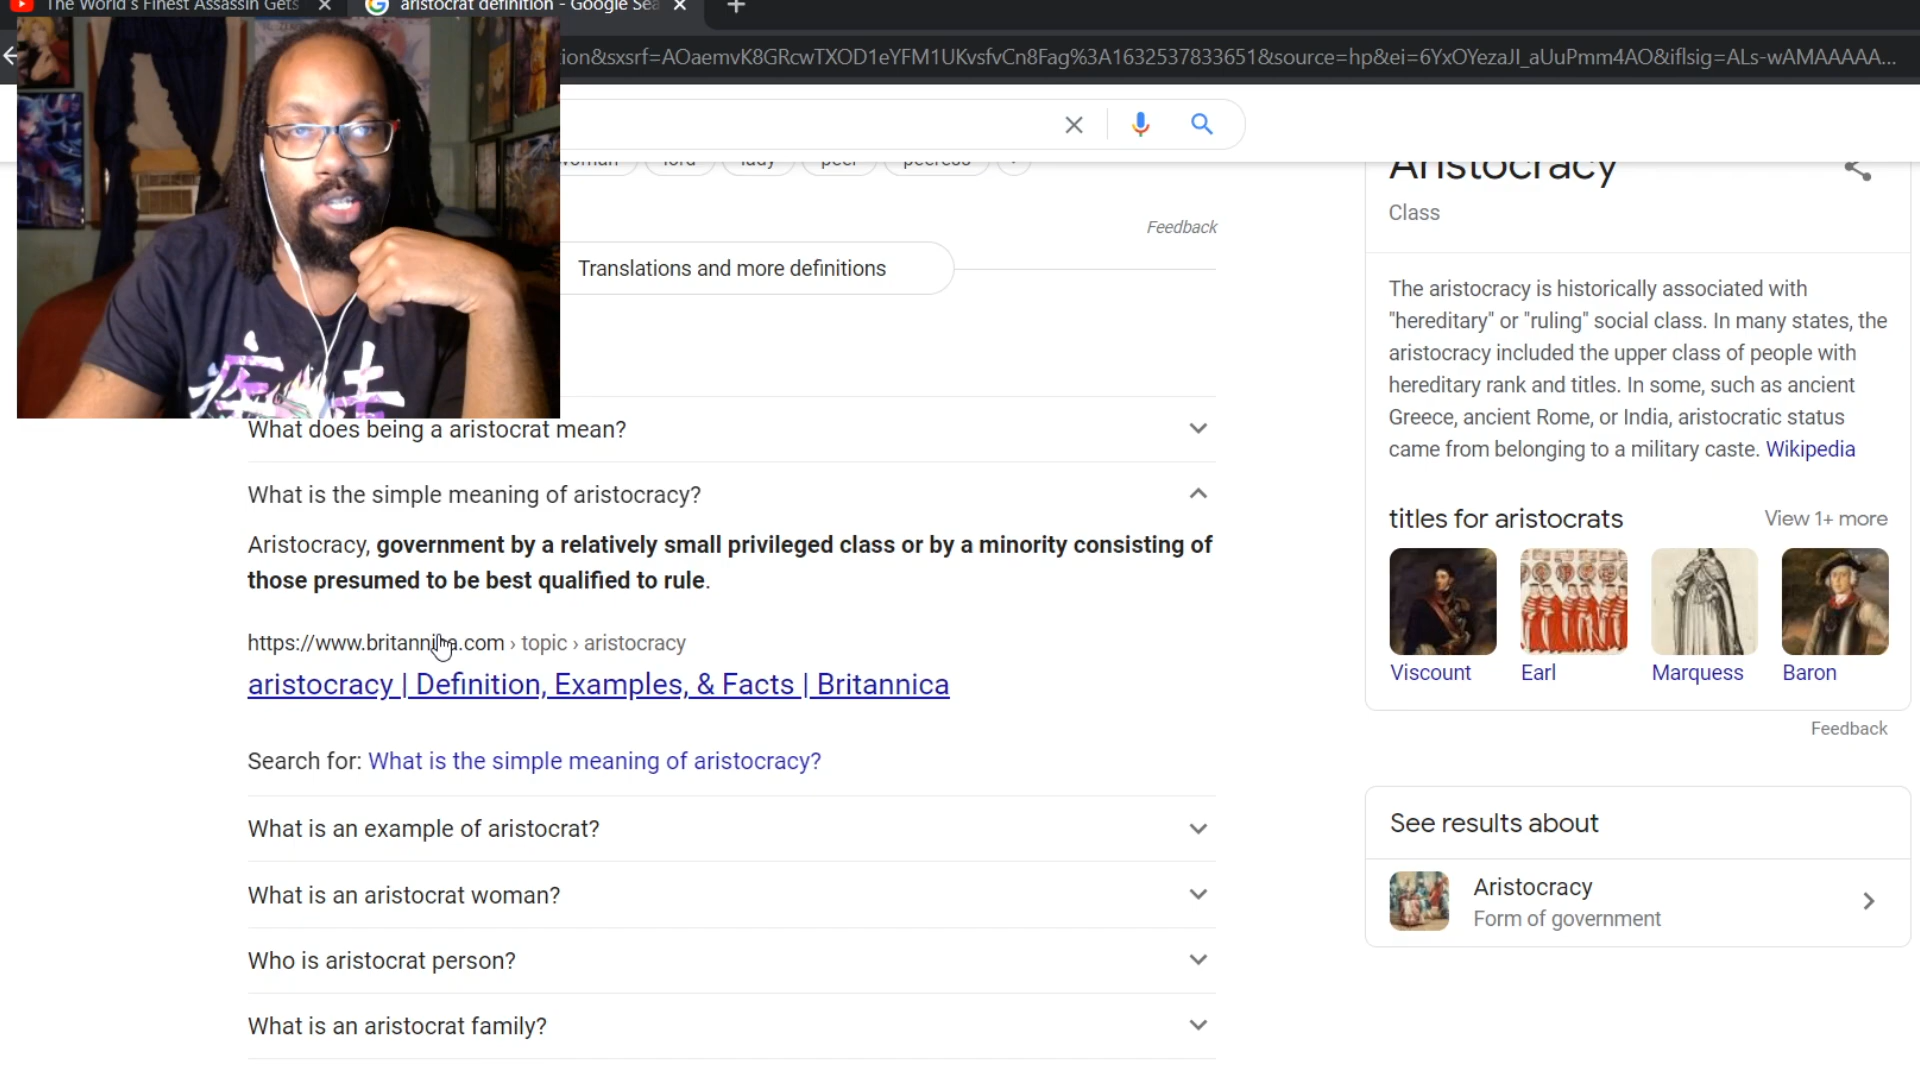 The World's Finest Assassin Gets
aristocrat definition - Google Sea
ion&sxsrf=AOaemvK8GRcwTXOD1eYFM1UKvsfvCn8Fag%3A1632537833651&source=hp&ei=6YxOYezaJI_aUuPmm4AO&iflsig=ALs-wAMAAAAA...
woman lord lady peer peeress
Feedback
Translations and more definitions
What does being a aristocrat mean?
What is the simple meaning of aristocracy?
Aristocracy, government by a relatively small privileged class or by a minority consisting of
those presumed to be best qualified to rule.
https://www.britannica.com › topic › aristocracy
aristocracy | Definition, Examples, & Facts | Britannica
Search for: What is the simple meaning of aristocracy?
What is an example of aristocrat?
What is an aristocrat woman?
Who is aristocrat person?
What is an aristocrat family?
Aristocracy
Class
The aristocracy is historically associated with
"hereditary" or "ruling" social class. In many states, the
aristocracy included the upper class of people with
hereditary rank and titles. In some, such as ancient
Greece, ancient Rome, or India, aristocratic status
came from belonging to a military caste. Wikipedia
titles for aristocrats
View 1+ more
Viscount
Earl
Marquess
Baron
Feedback
See results about
Aristocracy
Form of government